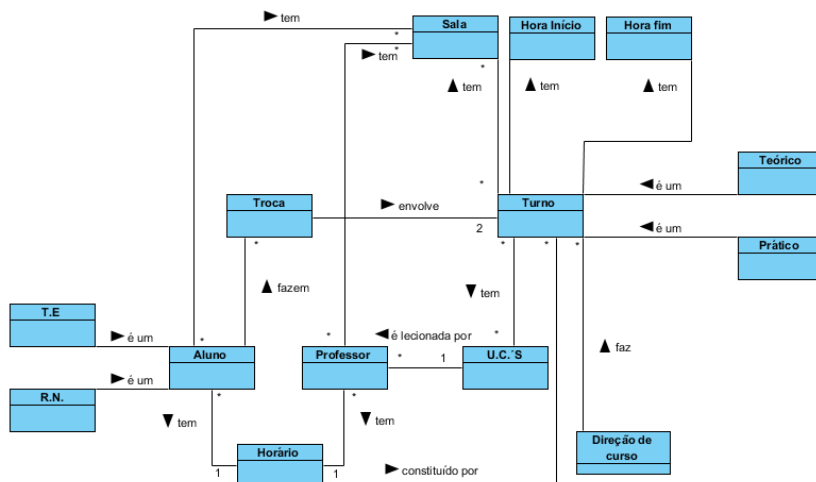 tem
Sala
Hora Início
Hora fim
*
*
tem
*
tem
tem
tem
Teórico
é um
*
Troca
envolve
Turno
2
é um
Prático
*
*
*
*
fazem
tem
T.E
é um
*
*
é lecionada por
*
faz
Aluno
Professor
*
1
U.C.´S
é um
R.N.
*
*
tem
tem
Direção de
curso
Horário
1
1
constituído por